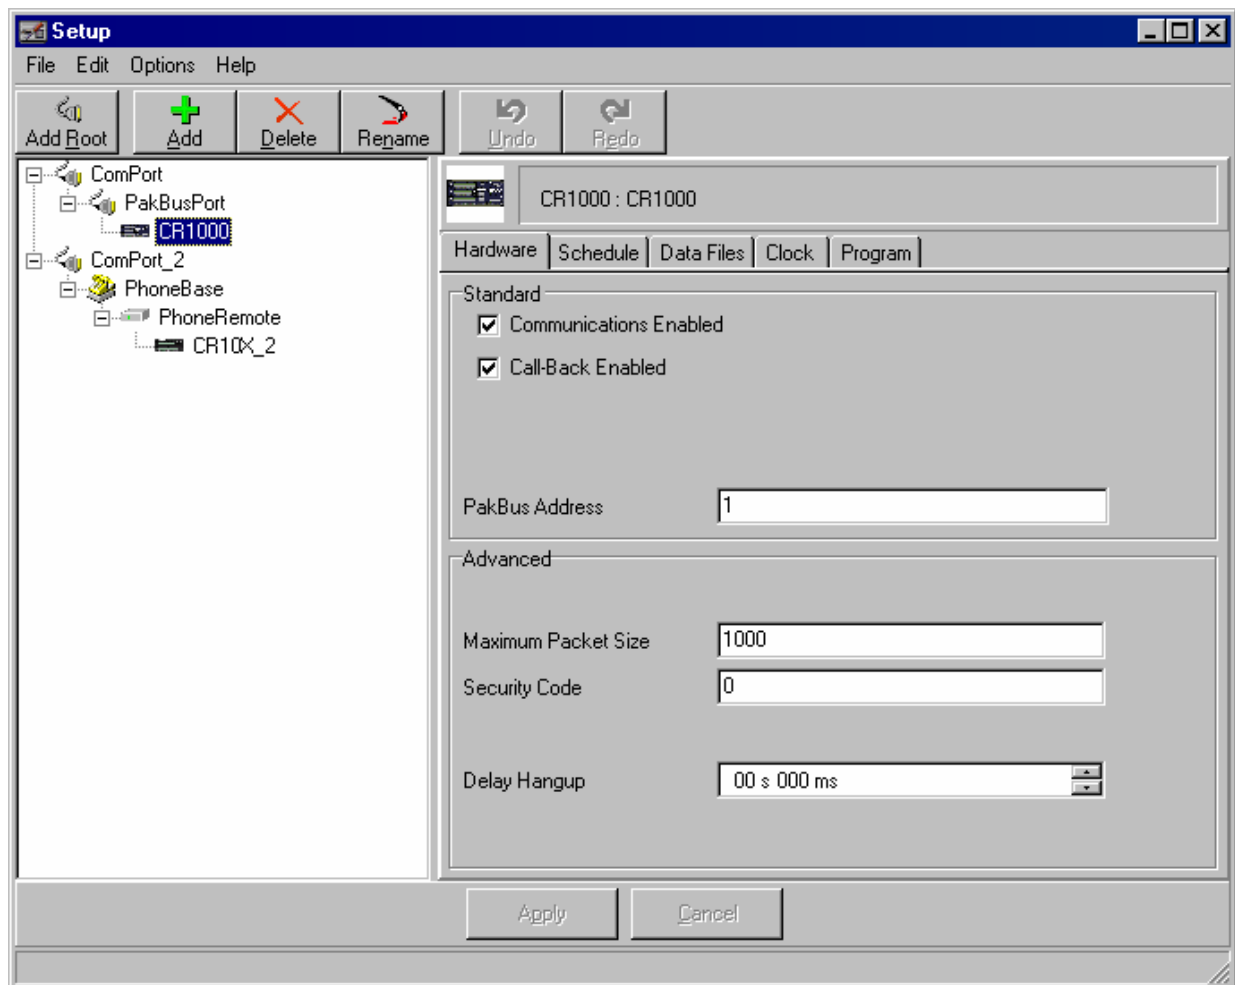 Setup
File Edit Options Help
Add Root Add Delete Rename Undo Redo
ComPort
PakBusPort
CR1000
ComPort_2
PhoneBase
PhoneRemote
CR10X_2
CR1000 : CR1000
Hardware Schedule Data Files Clock Program
Standard
Communications Enabled
Call-Back Enabled
PakBus Address 1
Advanced
Maximum Packet Size 1000
Security Code 0
Delay Hangup 00 s 000 ms
Apply Cancel